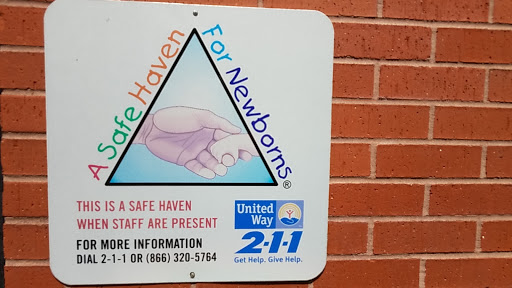 A Safe Haven
For Newborns
®
THIS IS A SAFE HAVEN
WHEN STAFF ARE PRESENT
FOR MORE INFORMATION
DIAL 2-1-1 OR (866) 320-5764
United
Way
2-1-1
Get Help. Give Help.